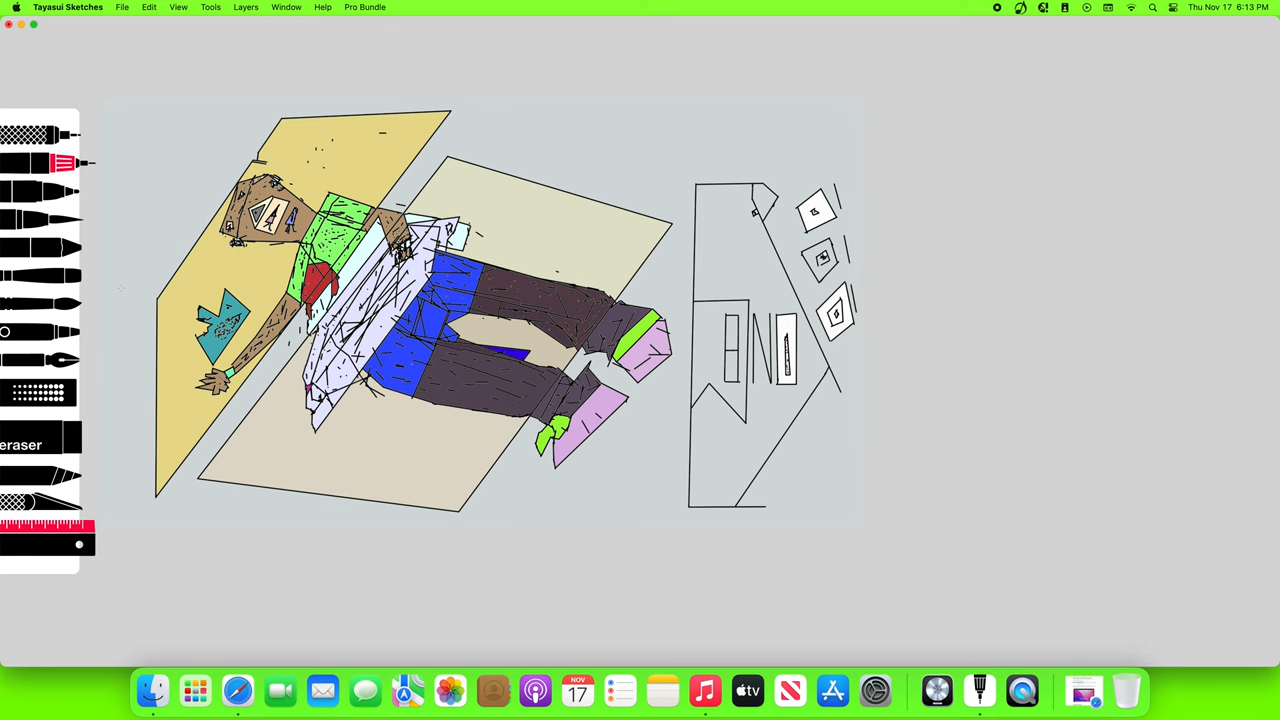 Tayasui Sketches File Edit View Tools Layers Window Help Pro Bundle Thu Nov 17 6:13 PM
eraser
NOV
17
tv